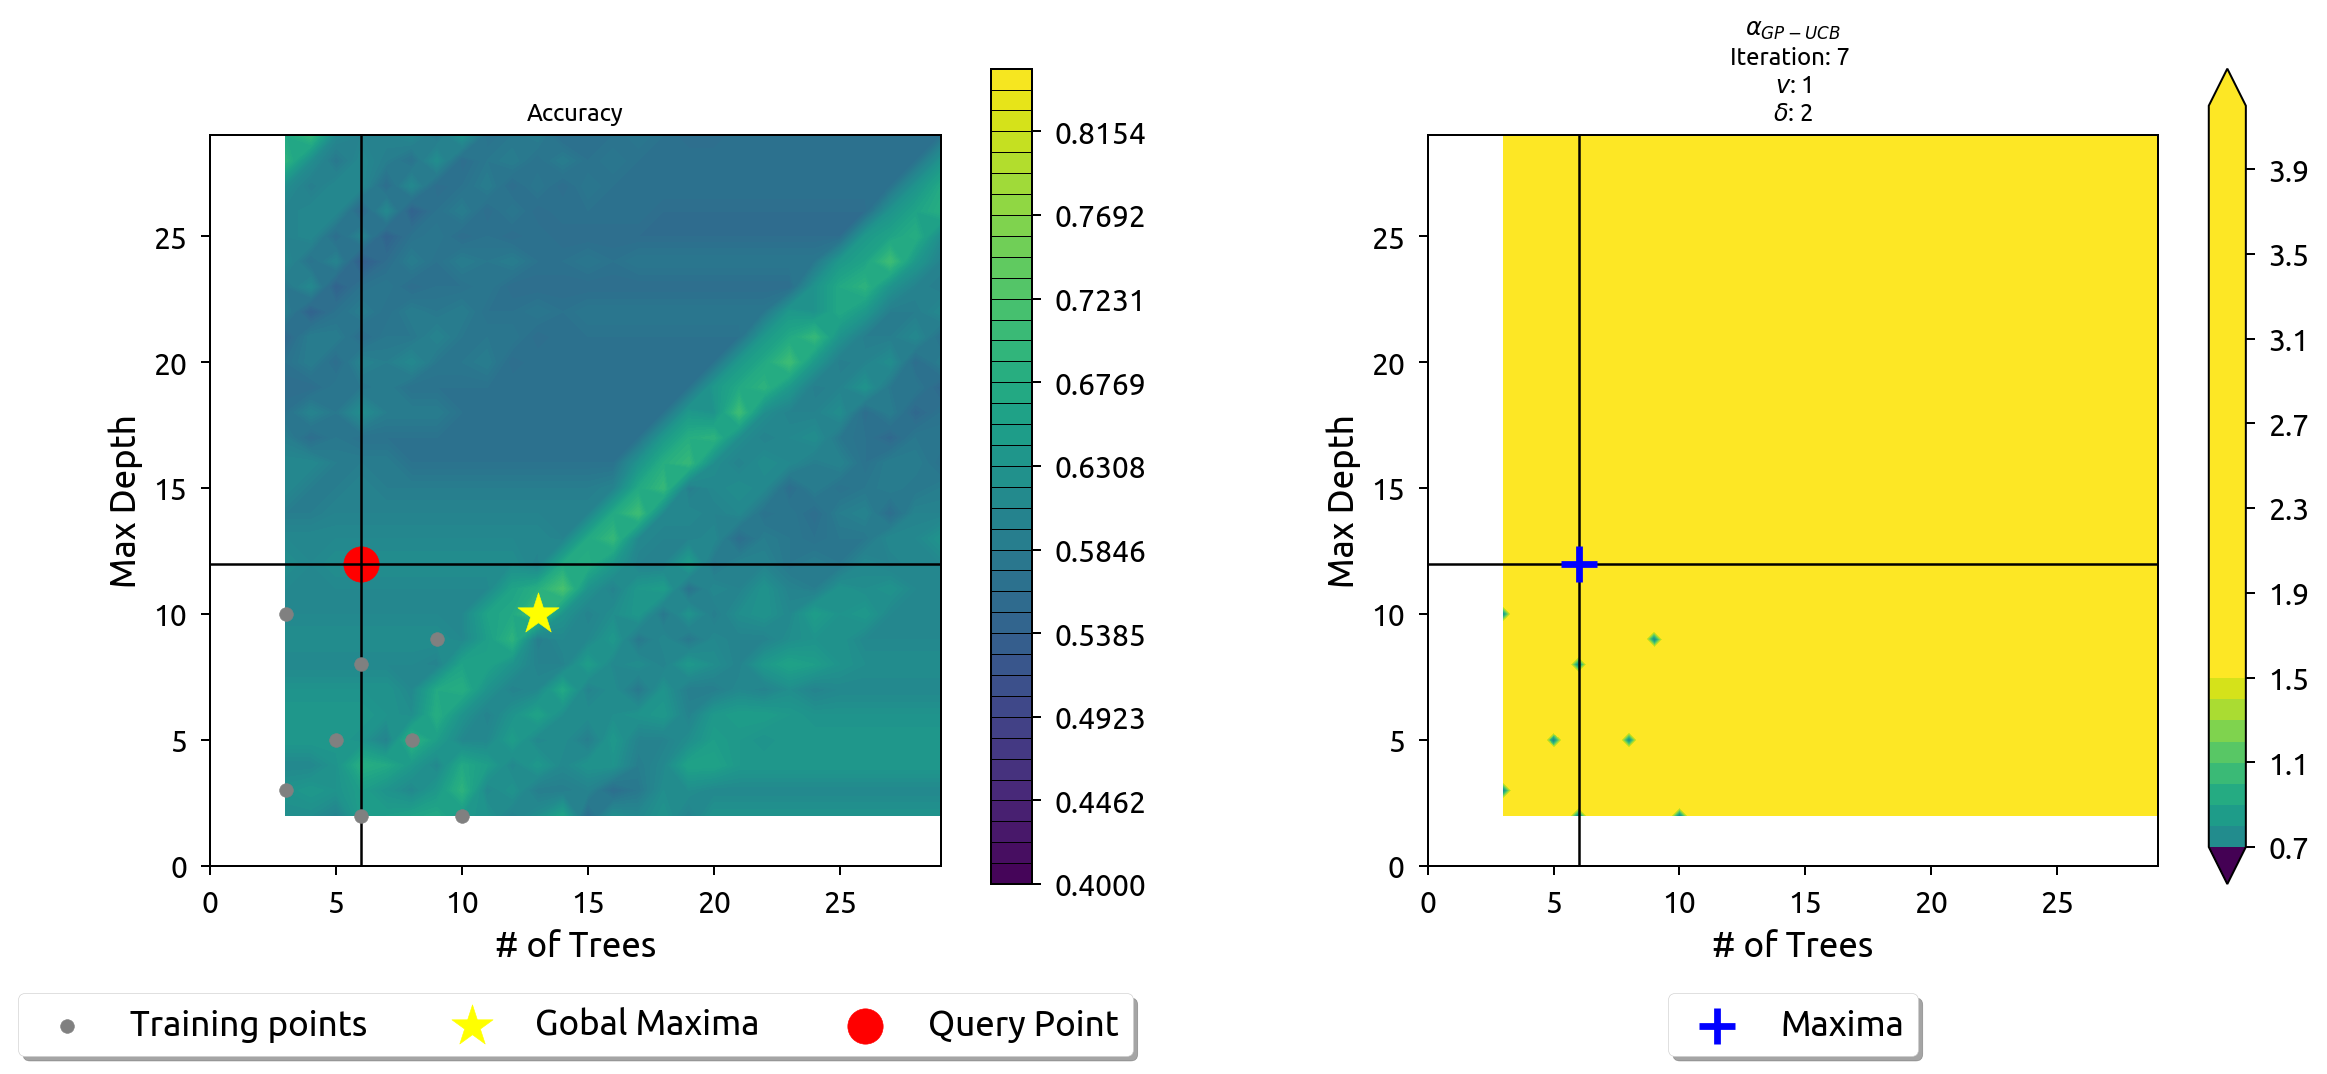 Accuracy
Max Depth
25
20
15
10
5
0
0 5 10 15 20 25
# of Trees
0.8154
0.7692
0.7231
0.6769
0.6308
0.5846
0.5385
0.4923
0.4462
0.4000
Training points Gobal Maxima Query Point
α GP − UCB
Iteration: 7
ν: 1
δ: 2
Max Depth
25
20
15
10
5
0
0 5 10 15 20 25
# of Trees
3.9
3.5
3.1
2.7
2.3
1.9
1.5
1.1
0.7
Maxima